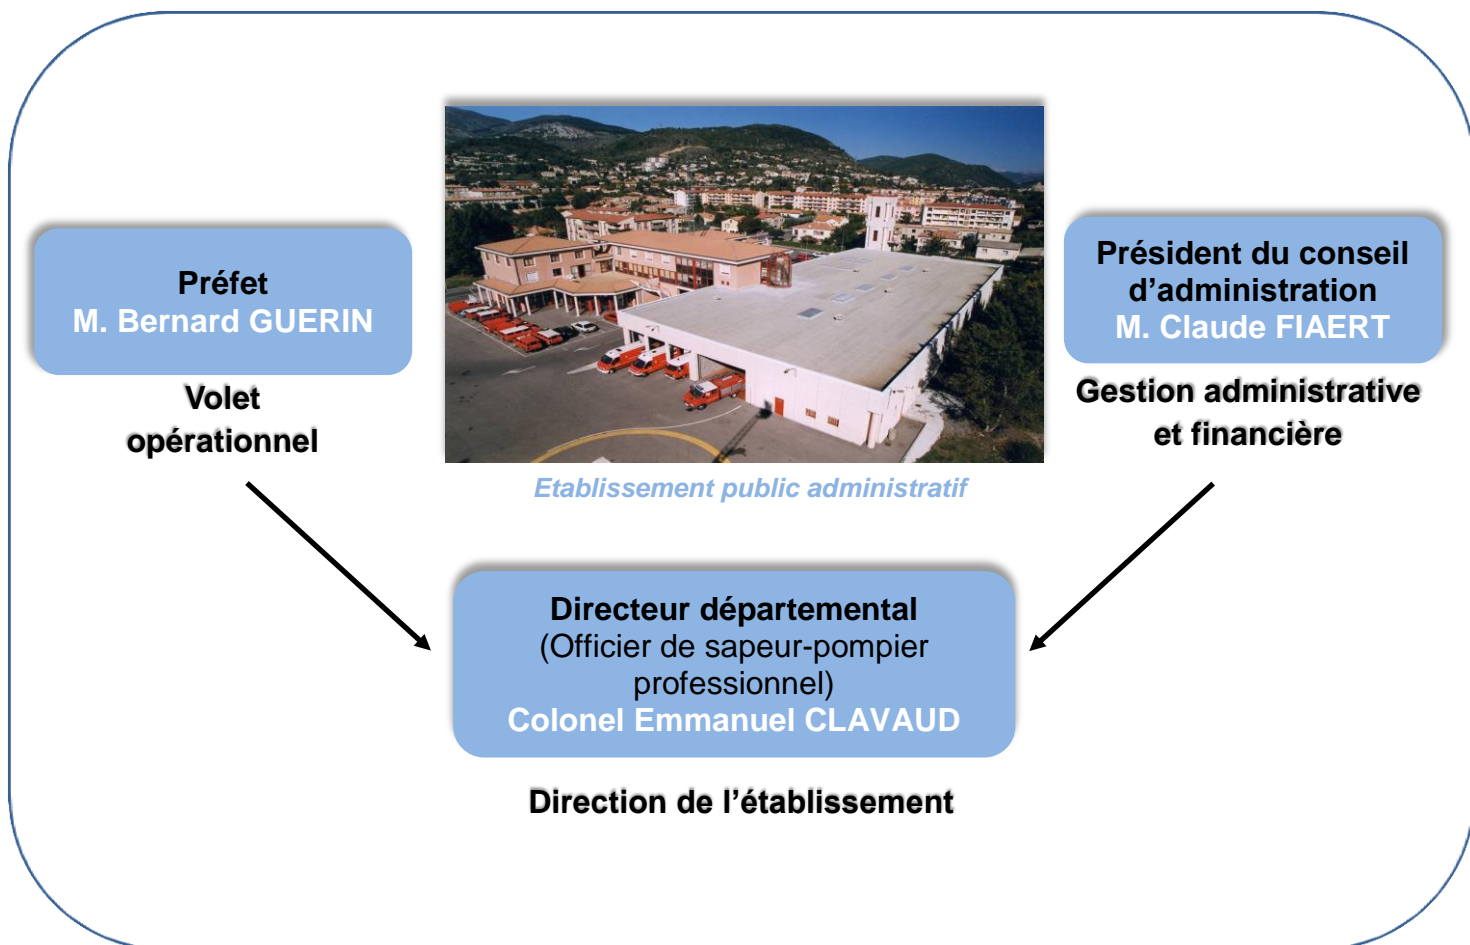 Préfet
M. Bernard GUERIN
Volet
opérationnel
Président du conseil
d’administration
M. Claude FIAERT
Gestion administrative
et financière
Etablissement public administratif
Directeur départemental
(Officier de sapeur-pompier
professionnel)
Colonel Emmanuel CLAVAUD
Direction de l’établissement